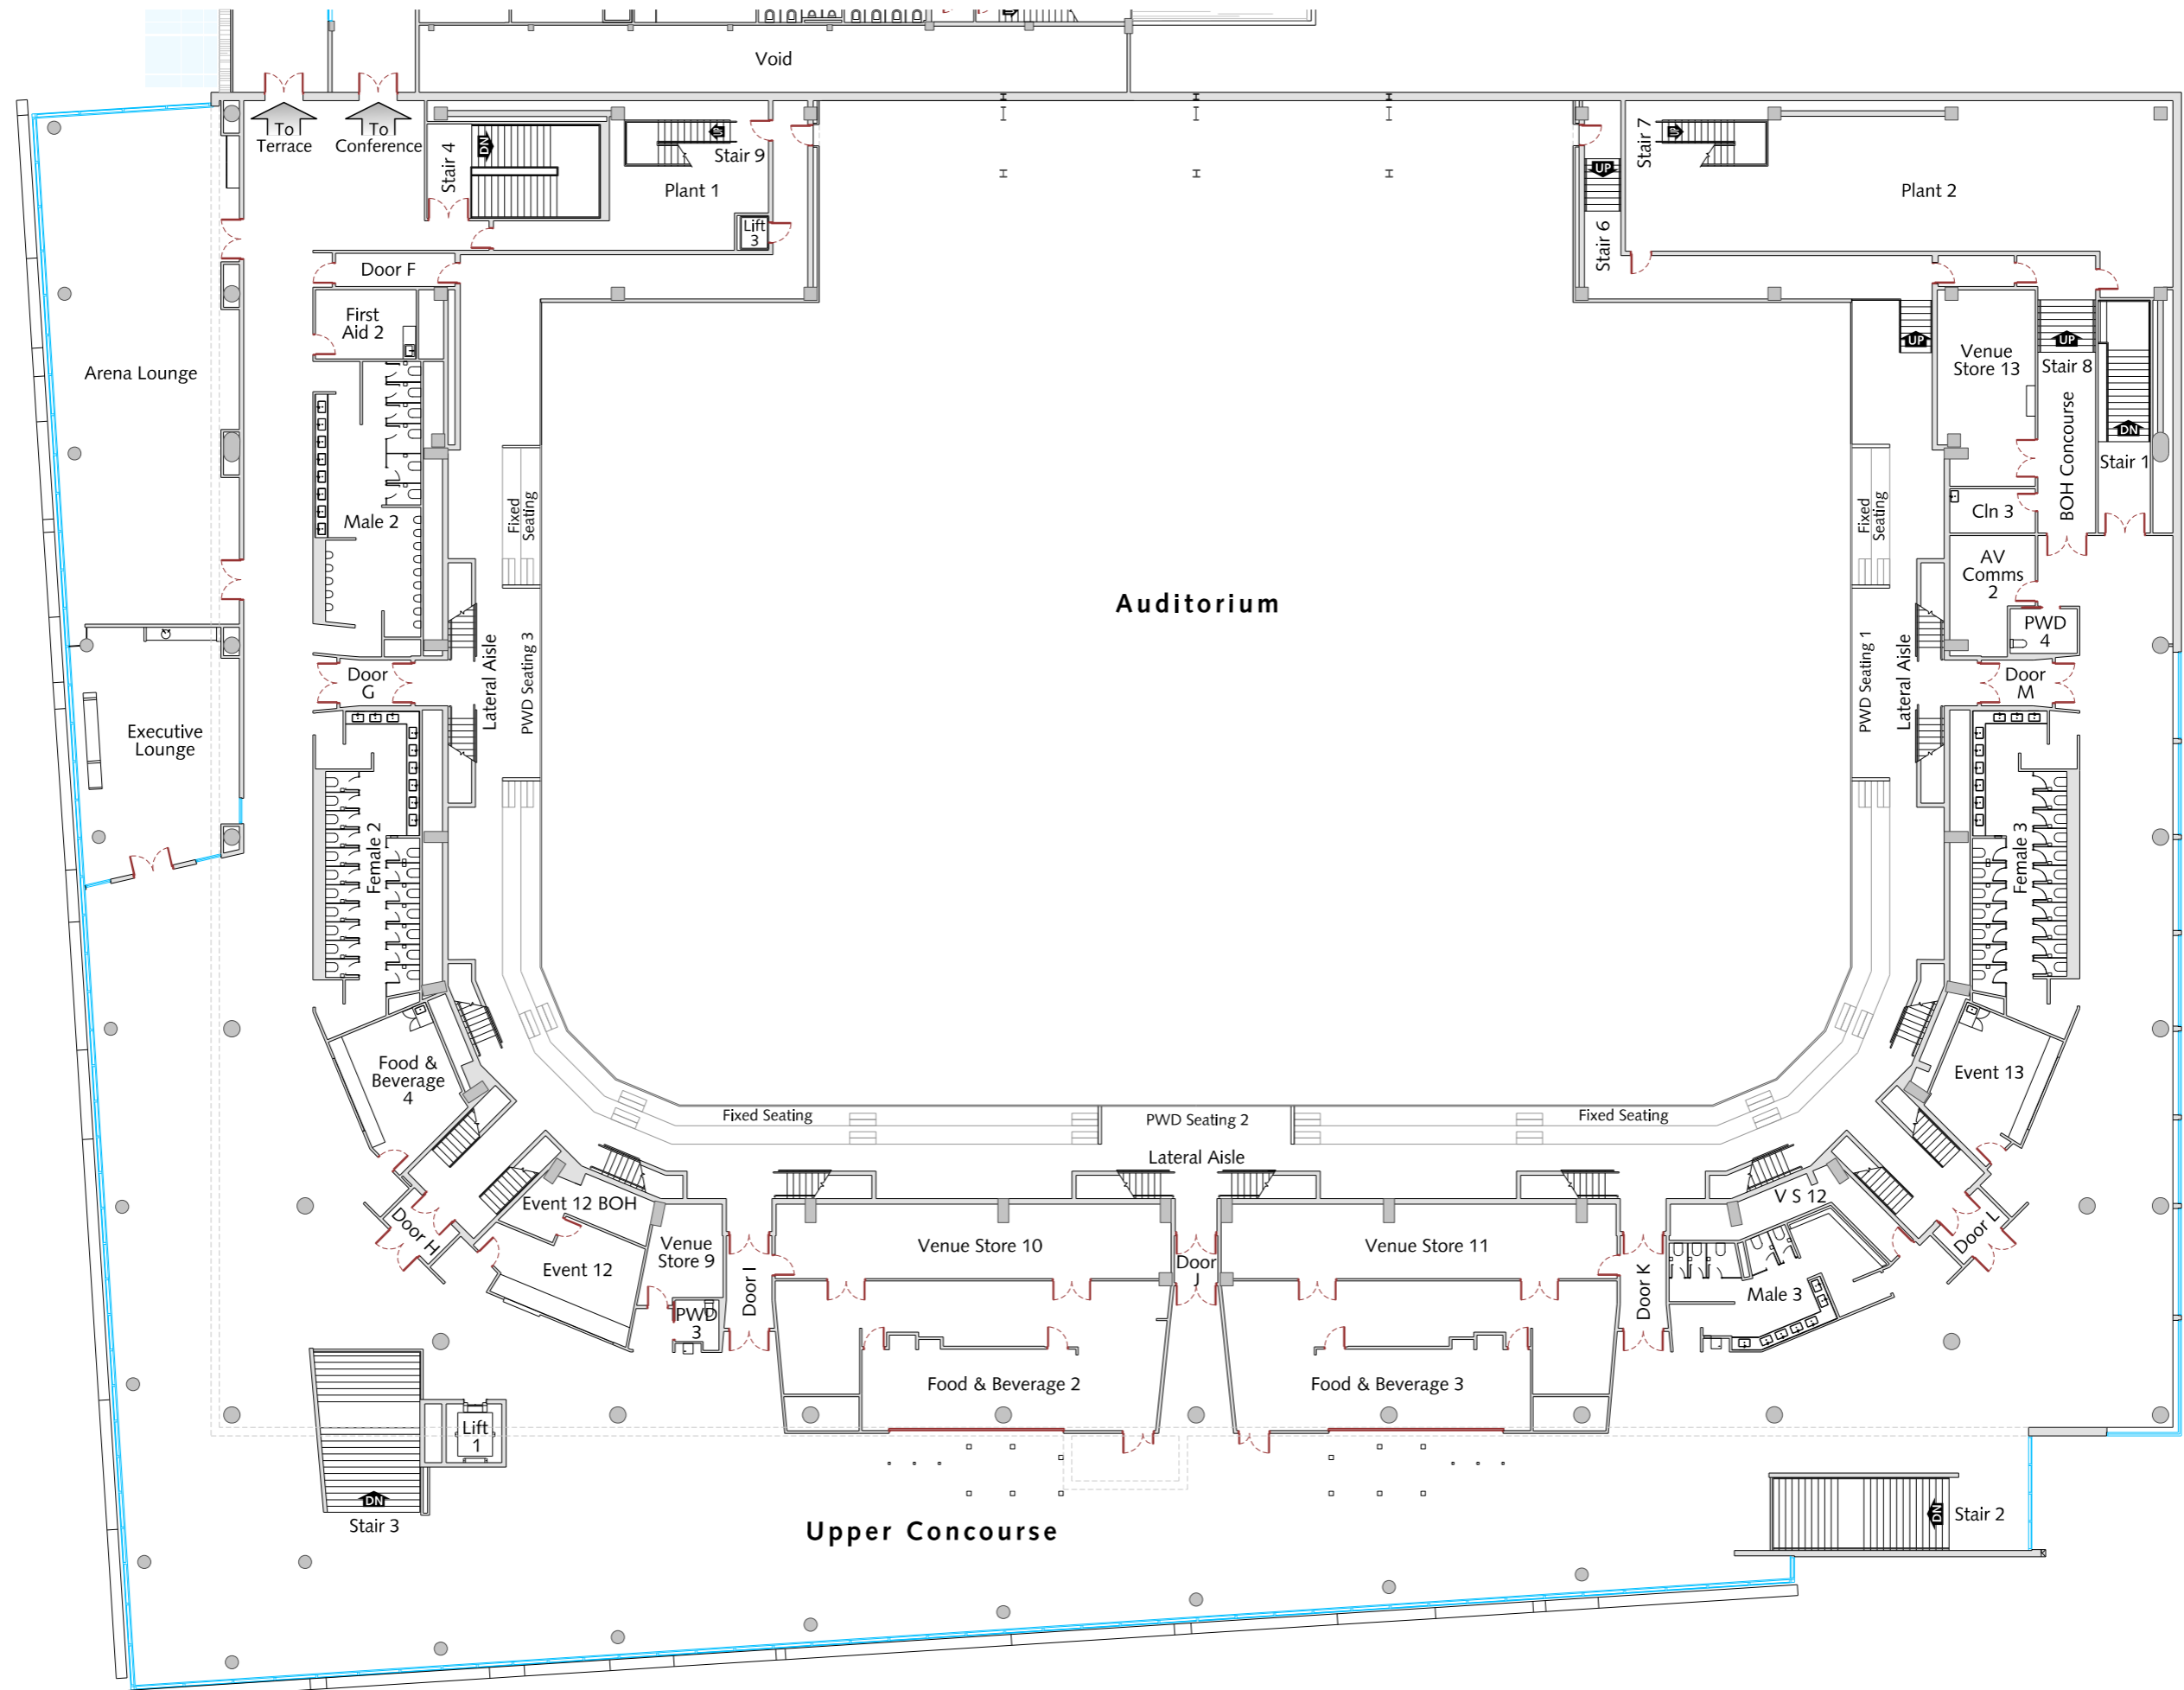 Void
To
Terrace
To
Conference
Stair 4
DN
UP
Stair 9
Plant 1
Lift
3
Door F
First
Aid 2
Arena Lounge
Male 2
Door
G
Executive
Lounge
Female 2
Lateral Aisle
PWD Seating 3
Fixed
Seating
Auditorium
UP
Stair 6
Stair 7
UP
Plant 2
UP
Venue
Store 13
UP
Stair 8
BOH Concourse
DN
Stair 1
Cln 3
AV
Comms
2
PWD
4
Door
M
Fixed
Seating
PWD Seating 1
Lateral Aisle
Female 3
Event 13
Food &
Beverage
4
Fixed Seating
PWD Seating 2
Fixed Seating
Lateral Aisle
Door H
Event 12 BOH
Event 12
Venue
Store 9
PWD
3
Door I
Venue Store 10
Door
J
Venue Store 11
Door K
V S 12
Male 3
Door L
Food & Beverage 2
Food & Beverage 3
Lift
1
DN
Stair 3
Upper Concourse
DN
Stair 2